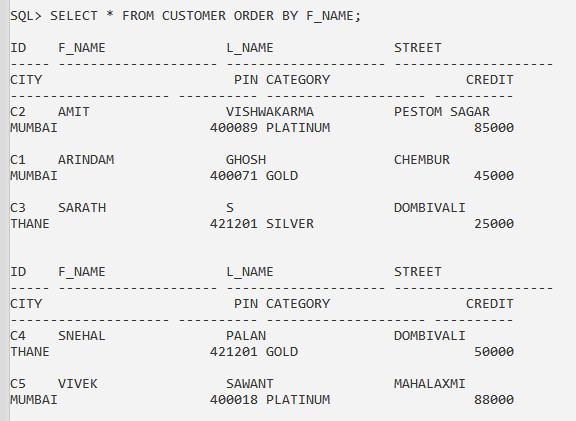 SQL> SELECT * FROM CUSTOMER ORDER BY F_NAME;
ID    F_NAME               L_NAME               STREET
----- -------------------- -------------------- --------------------
CITY                        PIN CATEGORY                 CREDIT
-------------------- ---------- -------------------- ----------
C2    AMIT                 VISHWAKARMA          PESTOM SAGAR
MUMBAI                   400089 PLATINUM                  85000
C1    ARINDAM              GHOSH                CHEMBUR
MUMBAI                   400071 GOLD                      45000
C3    SARATH               S                    DOMBIVALI
THANE                    421201 SILVER                    25000
ID    F_NAME               L_NAME               STREET
----- -------------------- -------------------- --------------------
CITY                        PIN CATEGORY                 CREDIT
-------------------- ---------- -------------------- ----------
C4    SNEHAL               PALAN                DOMBIVALI
THANE                    421201 GOLD                      50000
C5    VIVEK                SAWANT               MAHALAXMI
MUMBAI                   400018 PLATINUM                  88000